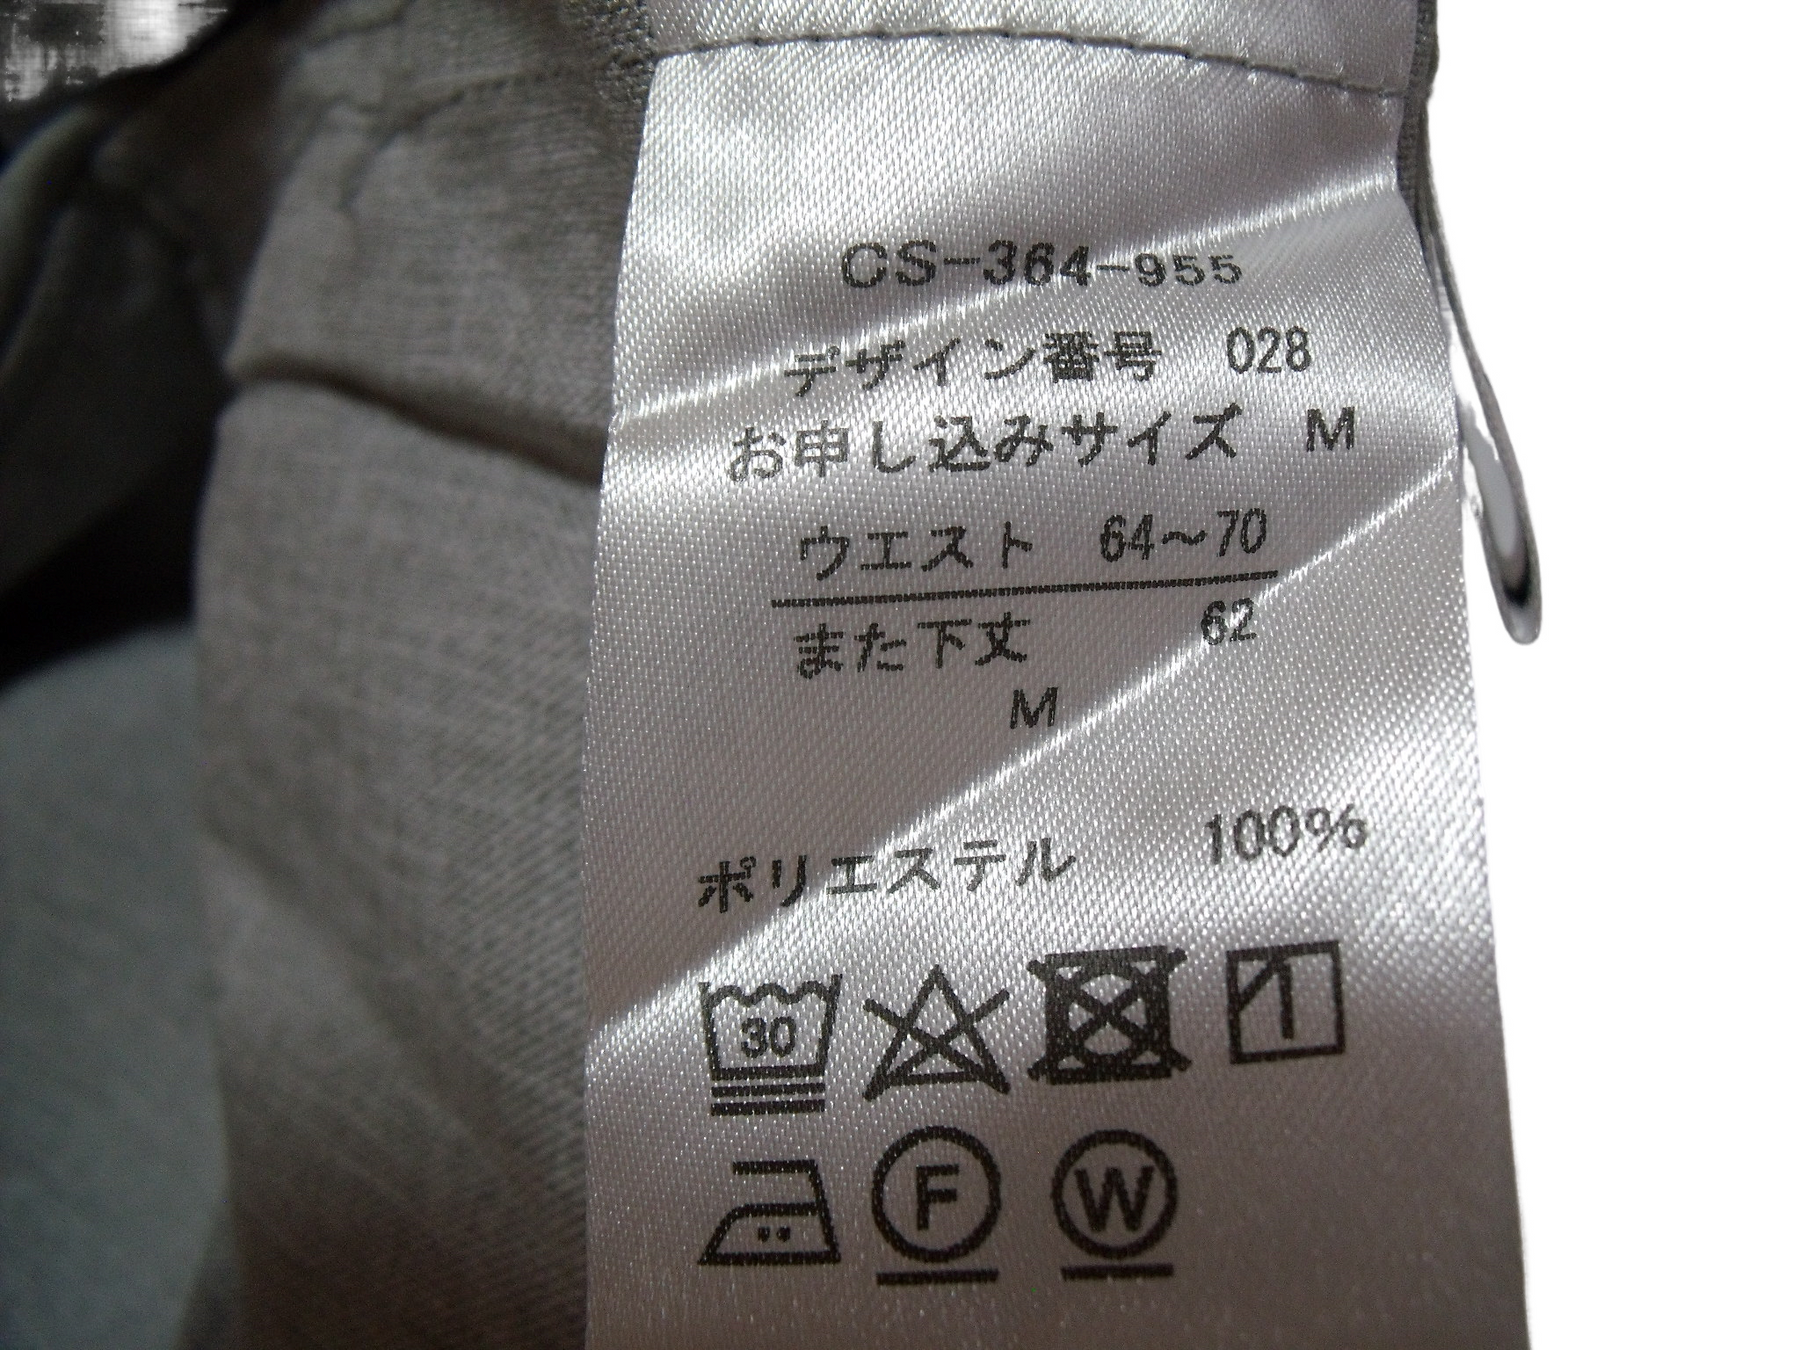 CS-364-955
デザイン番号 028
お申し込みサイズ M
ウエスト 64～70
また下丈 62
M
ポリエステル 100%
30
F W